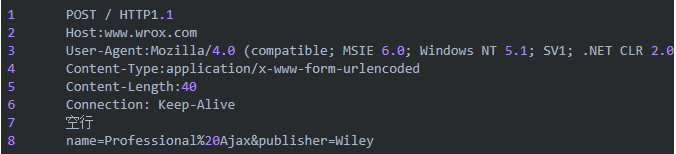 1 POST / HTTP1.1
2 Host:www.wrox.com
3 User-Agent:Mozilla/4.0 (compatible; MSIE 6.0; Windows NT 5.1; SV1; .NET CLR 2.0
4 Content-Type:application/x-www-form-urlencoded
5 Content-Length:40
6 Connection: Keep-Alive
7 空行
8 name=Professional%20Ajax&publisher=Wiley